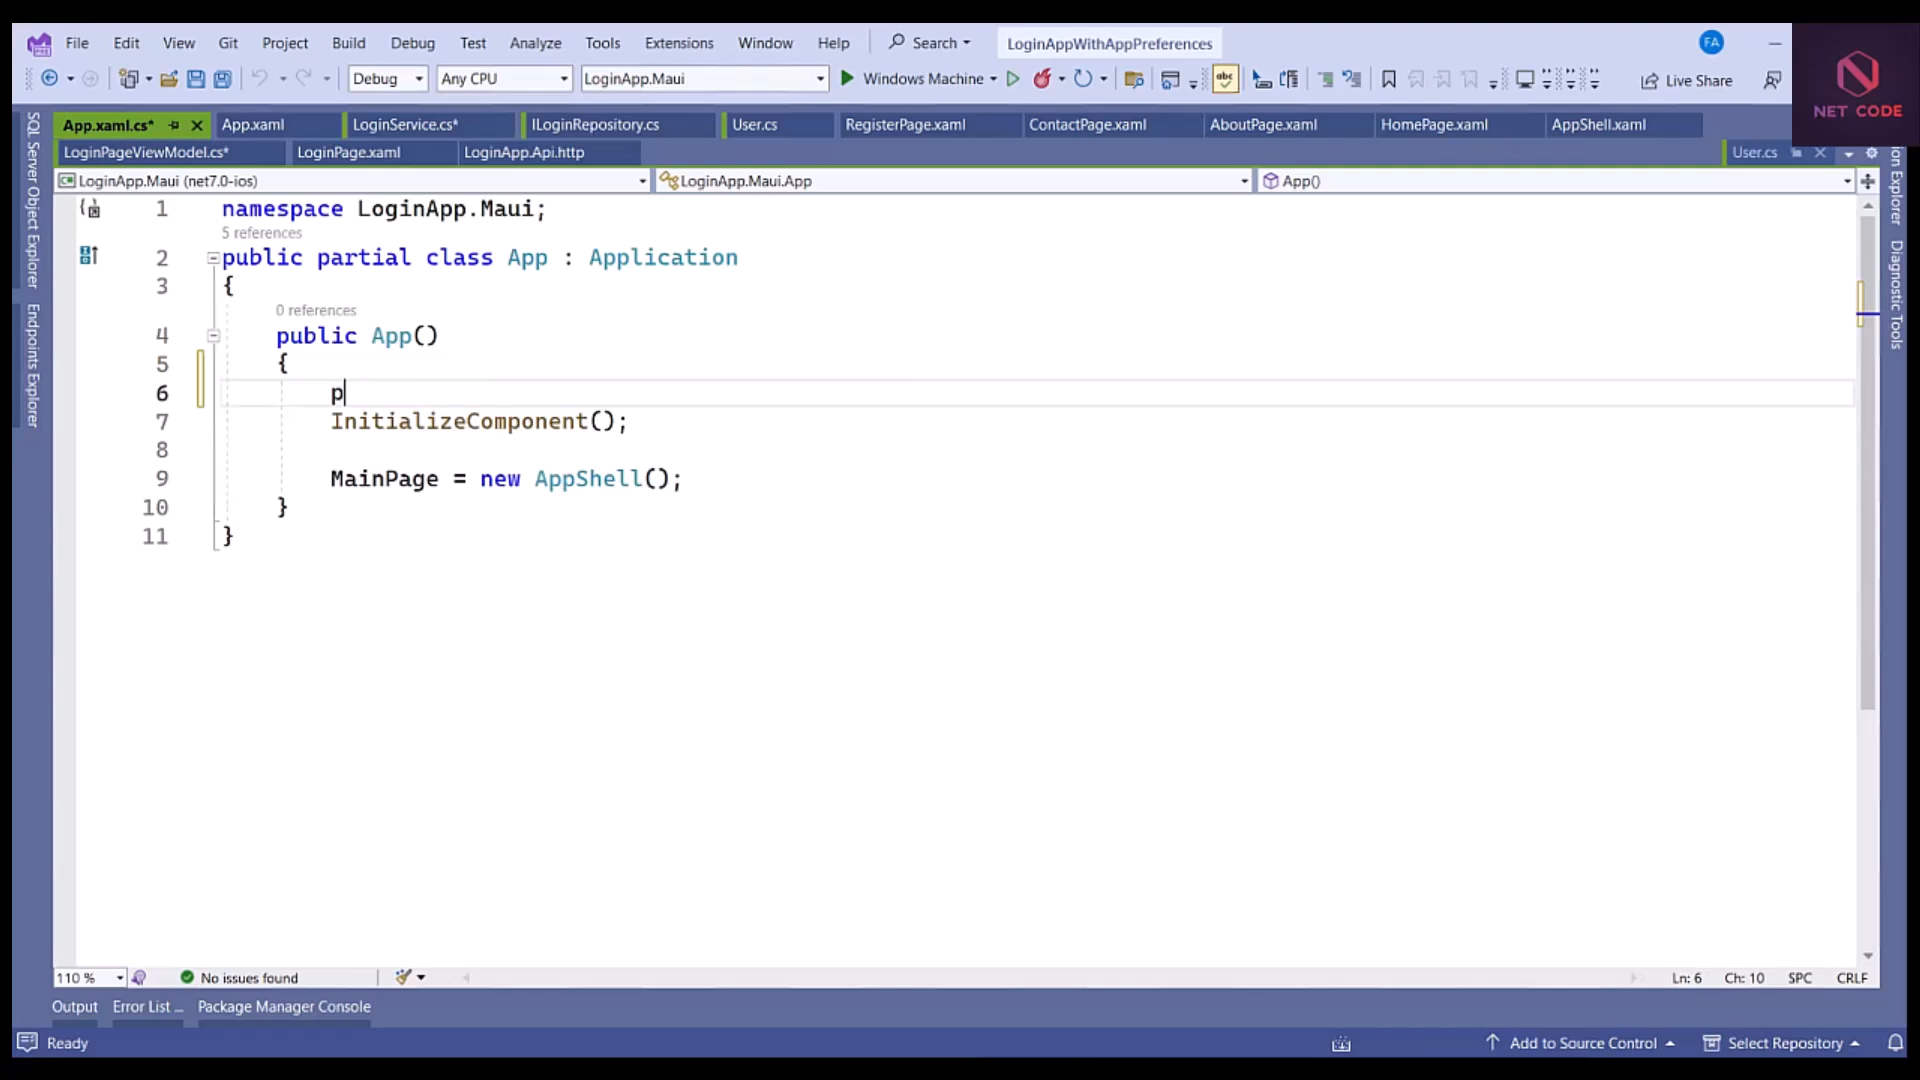 File Edit View Git Project Build Debug Test Analyze Tools Extensions Window Help Search LoginAppWithAppPreferences FA
Debug Any CPU LoginApp.Maui Windows Machine abc Live Share
NET CODE
App.xaml.cs* App.xaml LoginService.cs* ILoginRepository.cs User.cs RegisterPage.xaml ContactPage.xaml AboutPage.xaml HomePage.xaml AppShell.xaml
LoginPageViewModel.cs* LoginPage.xaml LoginApp.Api.http User.cs
LoginApp.Maui (net7.0-ios) LoginApp.Maui.App App()
SQL Server Object Explorer
Endpoints Explorer
1 namespace LoginApp.Maui;
5 references
2 public partial class App : Application
3 {
0 references
4 public App()
5 {
6 p
7 InitializeComponent();
8
9 MainPage = new AppShell();
10 }
11 }
ion Explorer
Diagnostic Tools
110 % No issues found Ln: 6 Ch: 10 SPC CRLF
Output Error List ... Package Manager Console
Ready Add to Source Control Select Repository